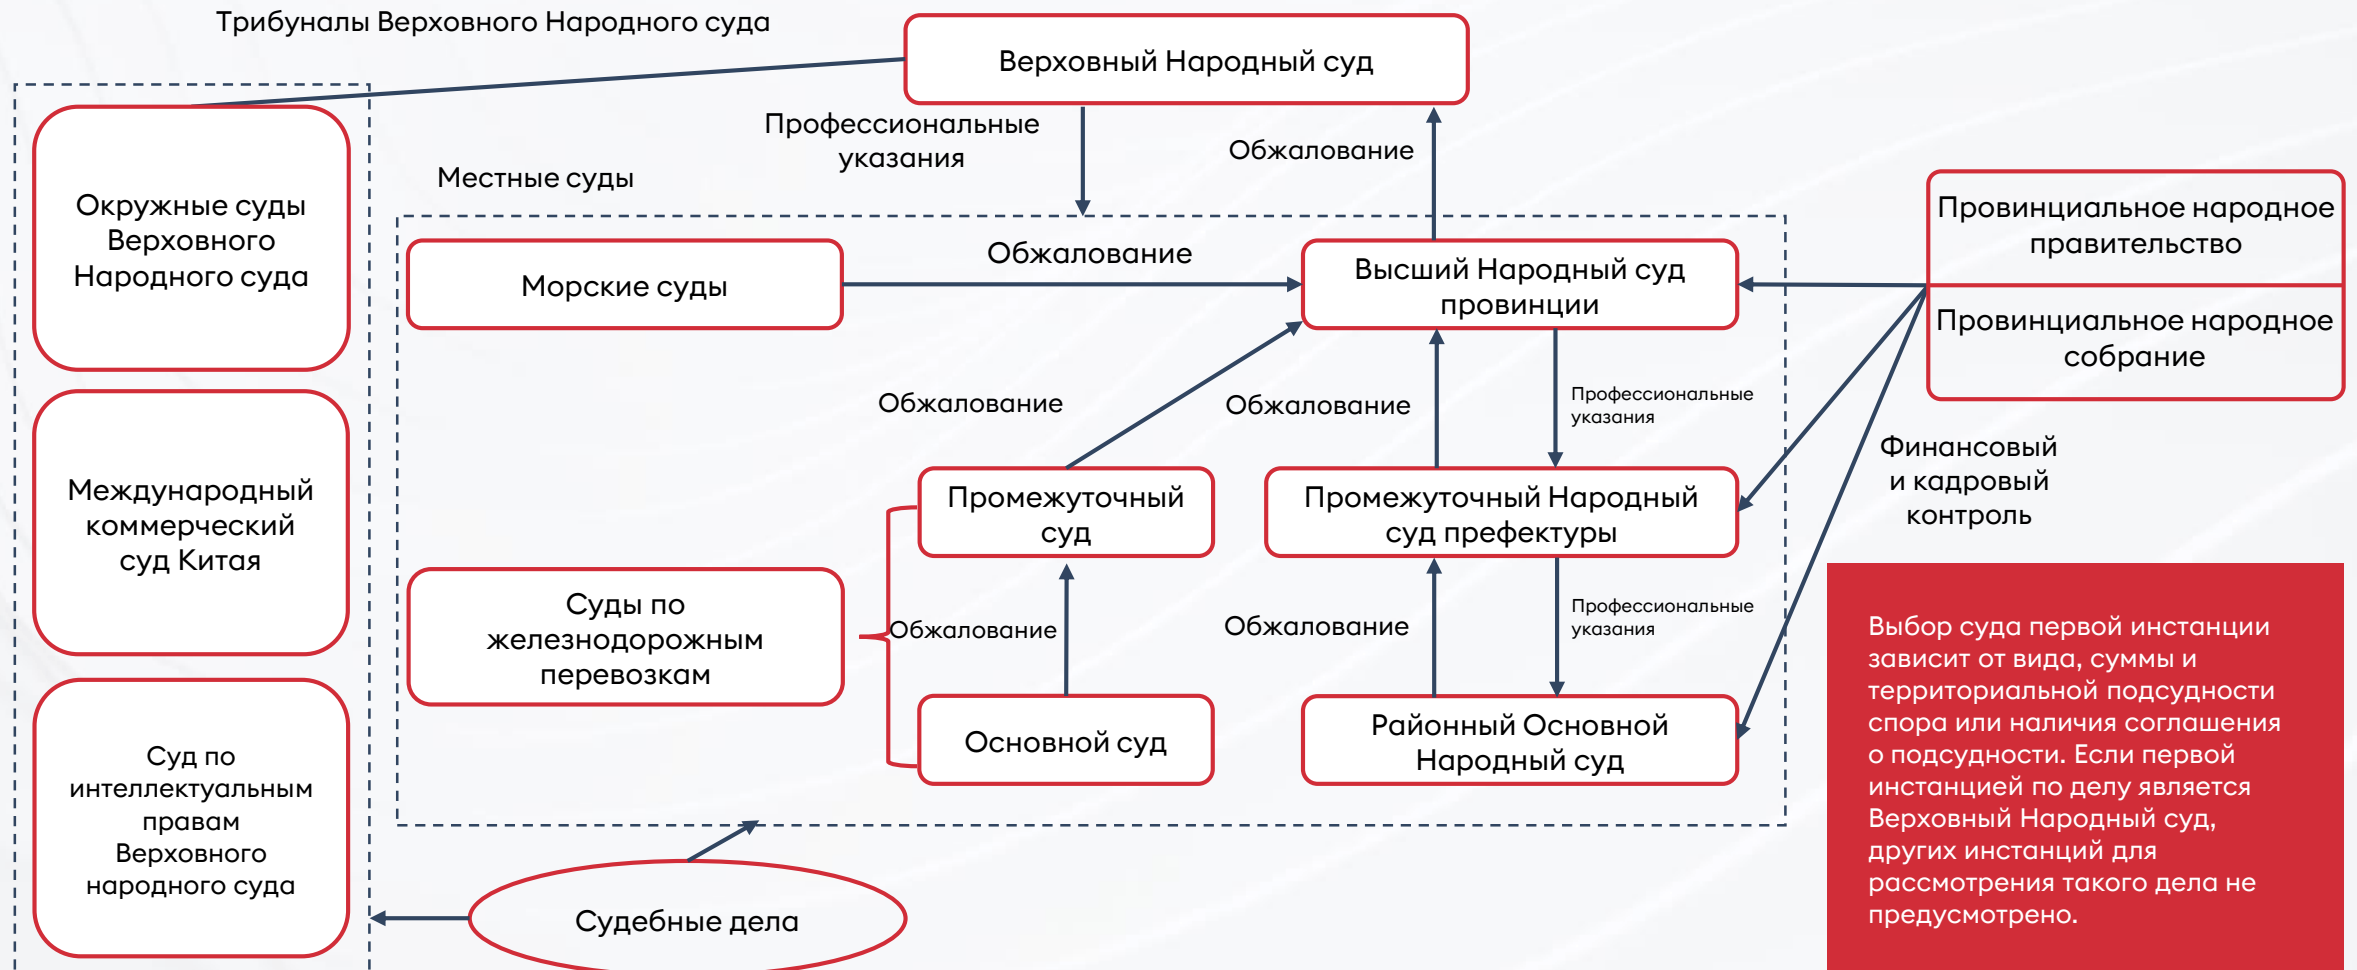 Трибуналы Верховного Народного суда
Верховный Народный суд
Профессиональные
указания
Обжалование
Местные суды
Окружные суды
Верховного
Народного суда
Международный
коммерческий
суд Китая
Суд по
интеллектуальным
правам
Верховного
народного суда
Морские суды
Обжалование
Высший Народный суд
провинции
Провинциальное народное
правительство
Провинциальное народное
собрание
Обжалование
Обжалование
Профессиональные
указания
Финансовый
и кадровый
контроль
Промежуточный
суд
Промежуточный Народный
суд префектуры
Суды по
железнодорожным
перевозкам
Обжалование
Обжалование
Профессиональные
указания
Основной суд
Районный Основной
Народный суд
Судебные дела
Выбор суда первой инстанции
зависит от вида, суммы и
территориальной подсудности
спора или наличия соглашения
о подсудности. Если первой
инстанцией по делу является
Верховный Народный суд,
других инстанций для
рассмотрения такого дела не
предусмотрено.